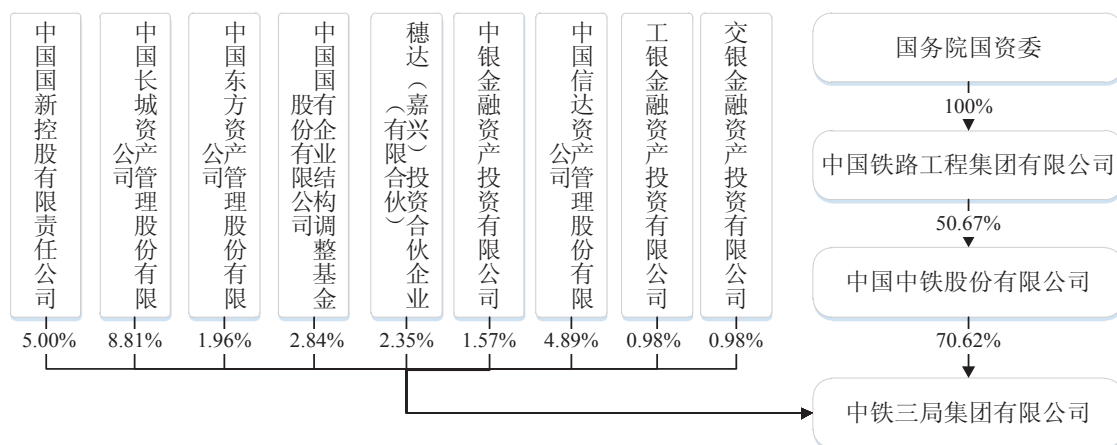 中国国新控股有限责任公司
中国长城资产管理股份有限
公司
中国东方资产管理股份有限
公司
中国国有企业结构调整基金
股份有限公司
穗达（嘉兴）投资合伙企业
（有限合伙）
中银金融资产投资有限公司
中国信达资产管理股份有限
公司
工银金融资产投资有限公司
交银金融资产投资有限公司
5.00%
8.81%
1.96%
2.84%
2.35%
1.57%
4.89%
0.98%
0.98%
国务院国资委
100%
中国铁路工程集团有限公司
50.67%
中国中铁股份有限公司
70.62%
中铁三局集团有限公司